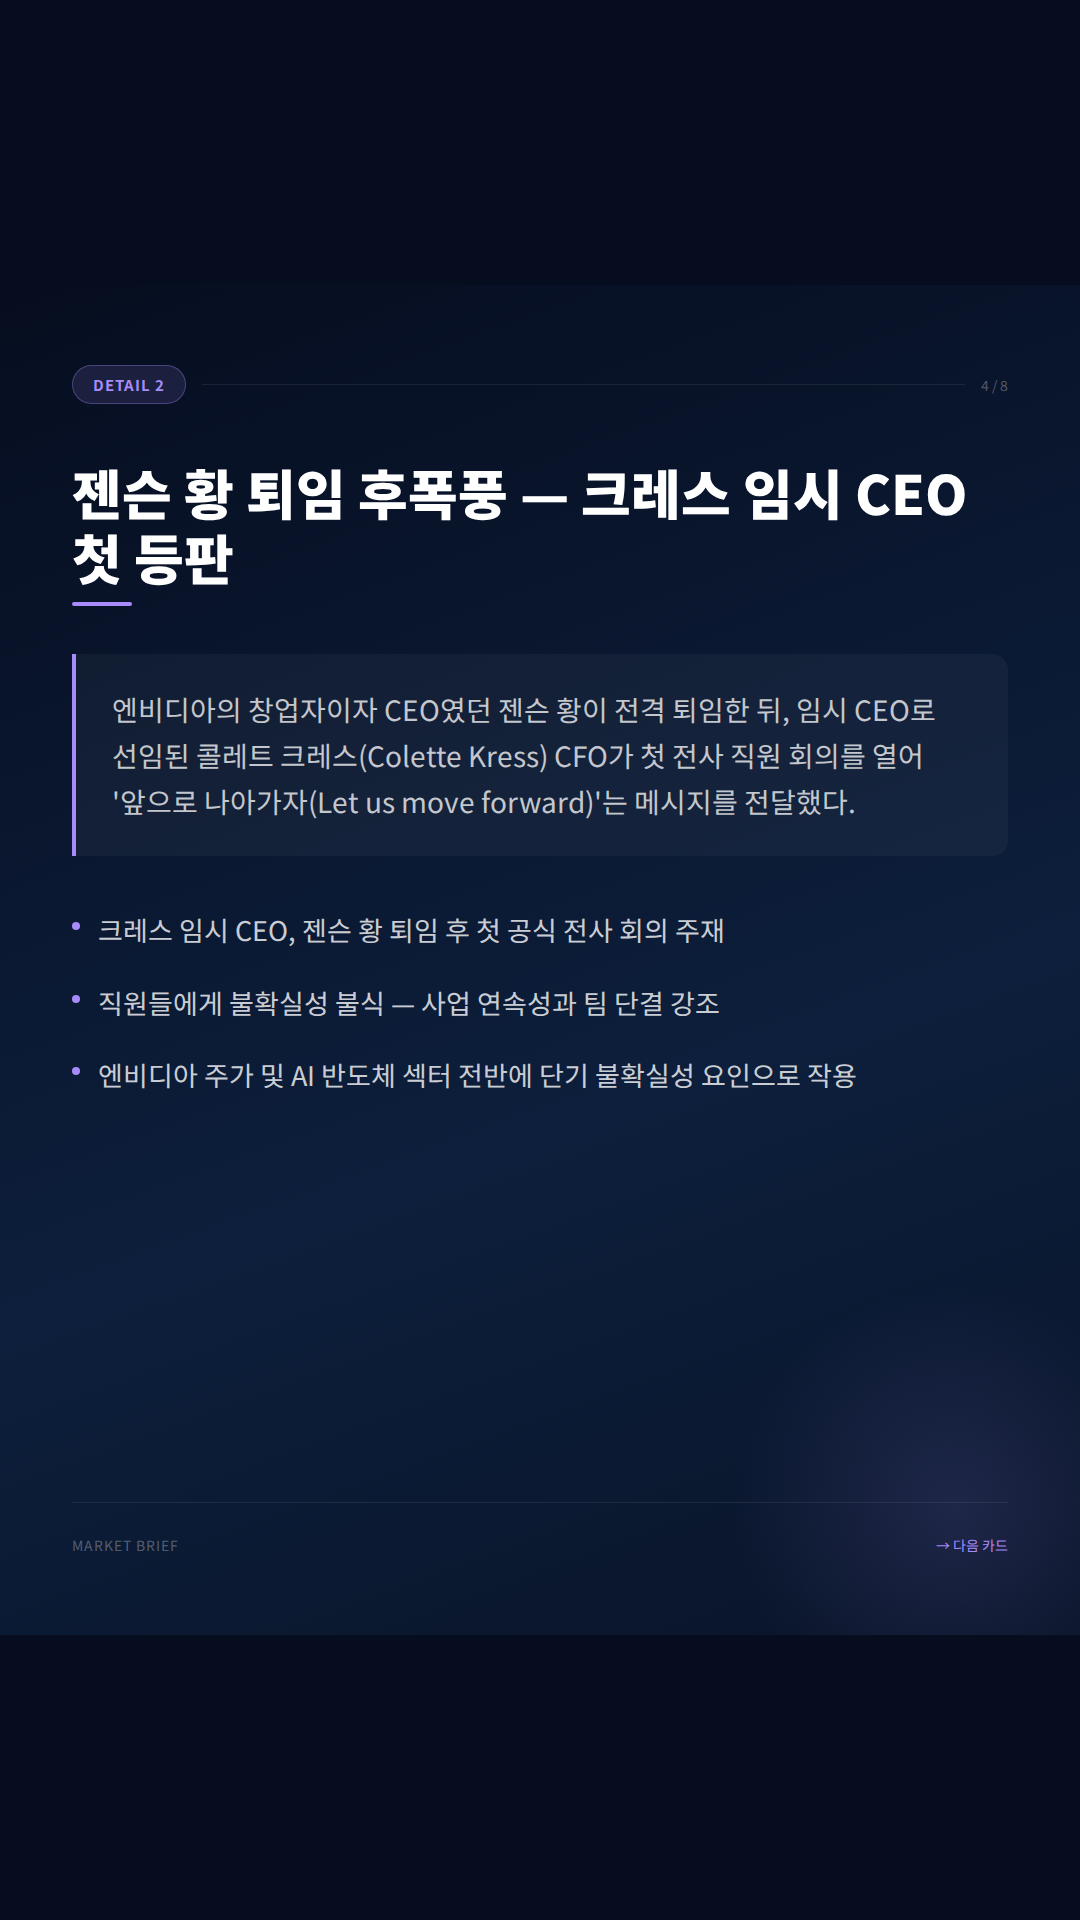 DETAIL 2
4 / 8
젠슨 황 퇴임 후폭풍 — 크레스 임시 CEO
첫 등판
엔비디아의 창업자이자 CEO였던 젠슨 황이 전격 퇴임한 뒤, 임시 CEO로
선임된 콜레트 크레스(Colette Kress) CFO가 첫 전사 직원 회의를 열어
'앞으로 나아가자(Let us move forward)'는 메시지를 전달했다.
• 크레스 임시 CEO, 젠슨 황 퇴임 후 첫 공식 전사 회의 주재
• 직원들에게 불확실성 불식 — 사업 연속성과 팀 단결 강조
• 엔비디아 주가 및 AI 반도체 섹터 전반에 단기 불확실성 요인으로 작용
MARKET BRIEF
→ 다음 카드